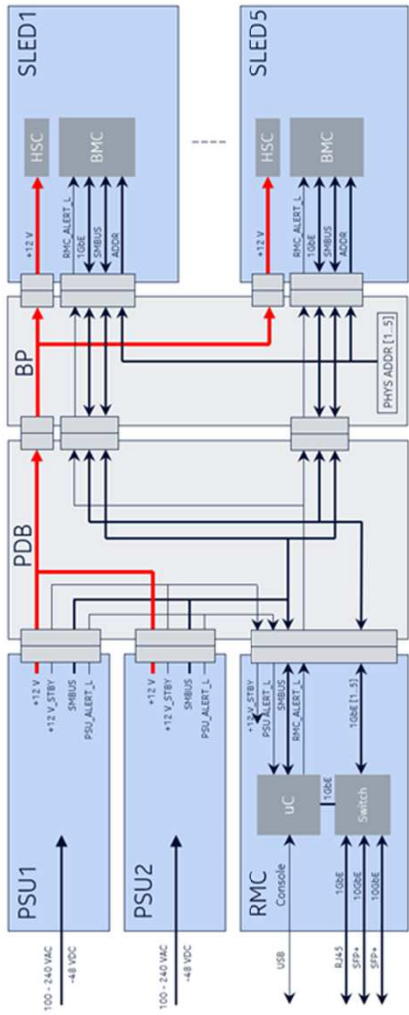 PSU1
100 - 240 VAC
-48 VDC
+12 V
+12 V_STBY
SMBUS
PSU_ALERT_L
PSU2
100 - 240 VAC
-48 VDC
+12 V
+12 V_STBY
SMBUS
PSU_ALERT_L
RMC
USB
Console
uC
+12 V_STBY
PSU ALERT_L
SMBUS
RMC_ALERT_L
1GbE
Switch
1GbE [1..5]
RJ45
1GbE
SFP+
10GbE
SFP+
10GbE
PDB
BP
PHYS ADDR [1..5]
SLED1
+12 V
HSC
RMC_ALERT_L
1GbE
SMBUS
ADDR
BMC
SLED5
+12 V
HSC
RMC_ALERT_L
1GbE
SMBUS
ADDR
BMC